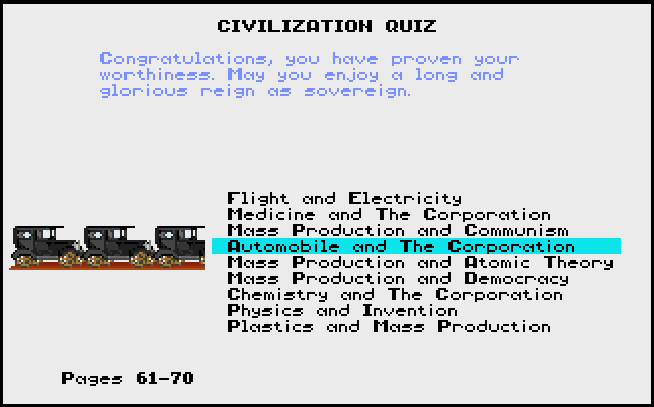 CIVILIZATION QUIZ
Congratulations, you have proven your
worthiness. May you enjoy a long and
glorious reign as sovereign.
Flight and Electricity
Medicine and The Corporation
Mass Production and Communism
Automobile and The Corporation
Mass Production and Atomic Theory
Mass Production and Democracy
Chemistry and The Corporation
Physics and Invention
Plastics and Mass Production
Pages 61-70